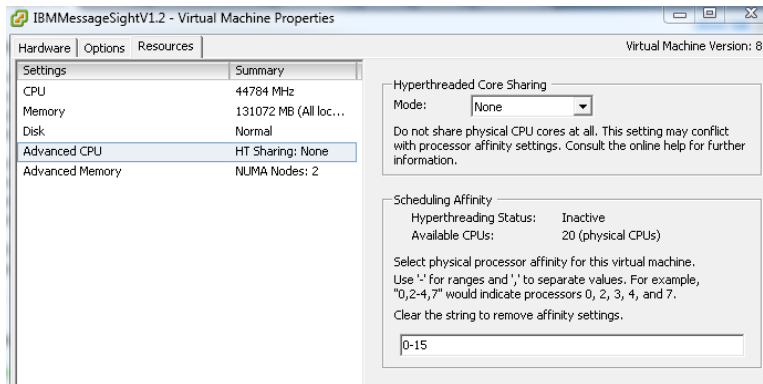 IBMMessageSightV1.2 - Virtual Machine Properties
Hardware Options Resources Virtual Machine Version: 8
Settings Summary
CPU 44784 MHz
Memory 131072 MB (All loc...
Disk Normal
Advanced CPU HT Sharing: None
Advanced Memory NUMA Nodes: 2
Hyperthreaded Core Sharing
Mode: None
Do not share physical CPU cores at all. This setting may conflict
with processor affinity settings. Consult the online help for further
information.
Scheduling Affinity
Hyperthreading Status: Inactive
Available CPUs: 20 (physical CPUs)
Select physical processor affinity for this virtual machine.
Use '-' for ranges and ',' to separate values. For example,
"0,2-4,7" would indicate processors 0, 2, 3, 4, and 7.
Clear the string to remove affinity settings.
0-15